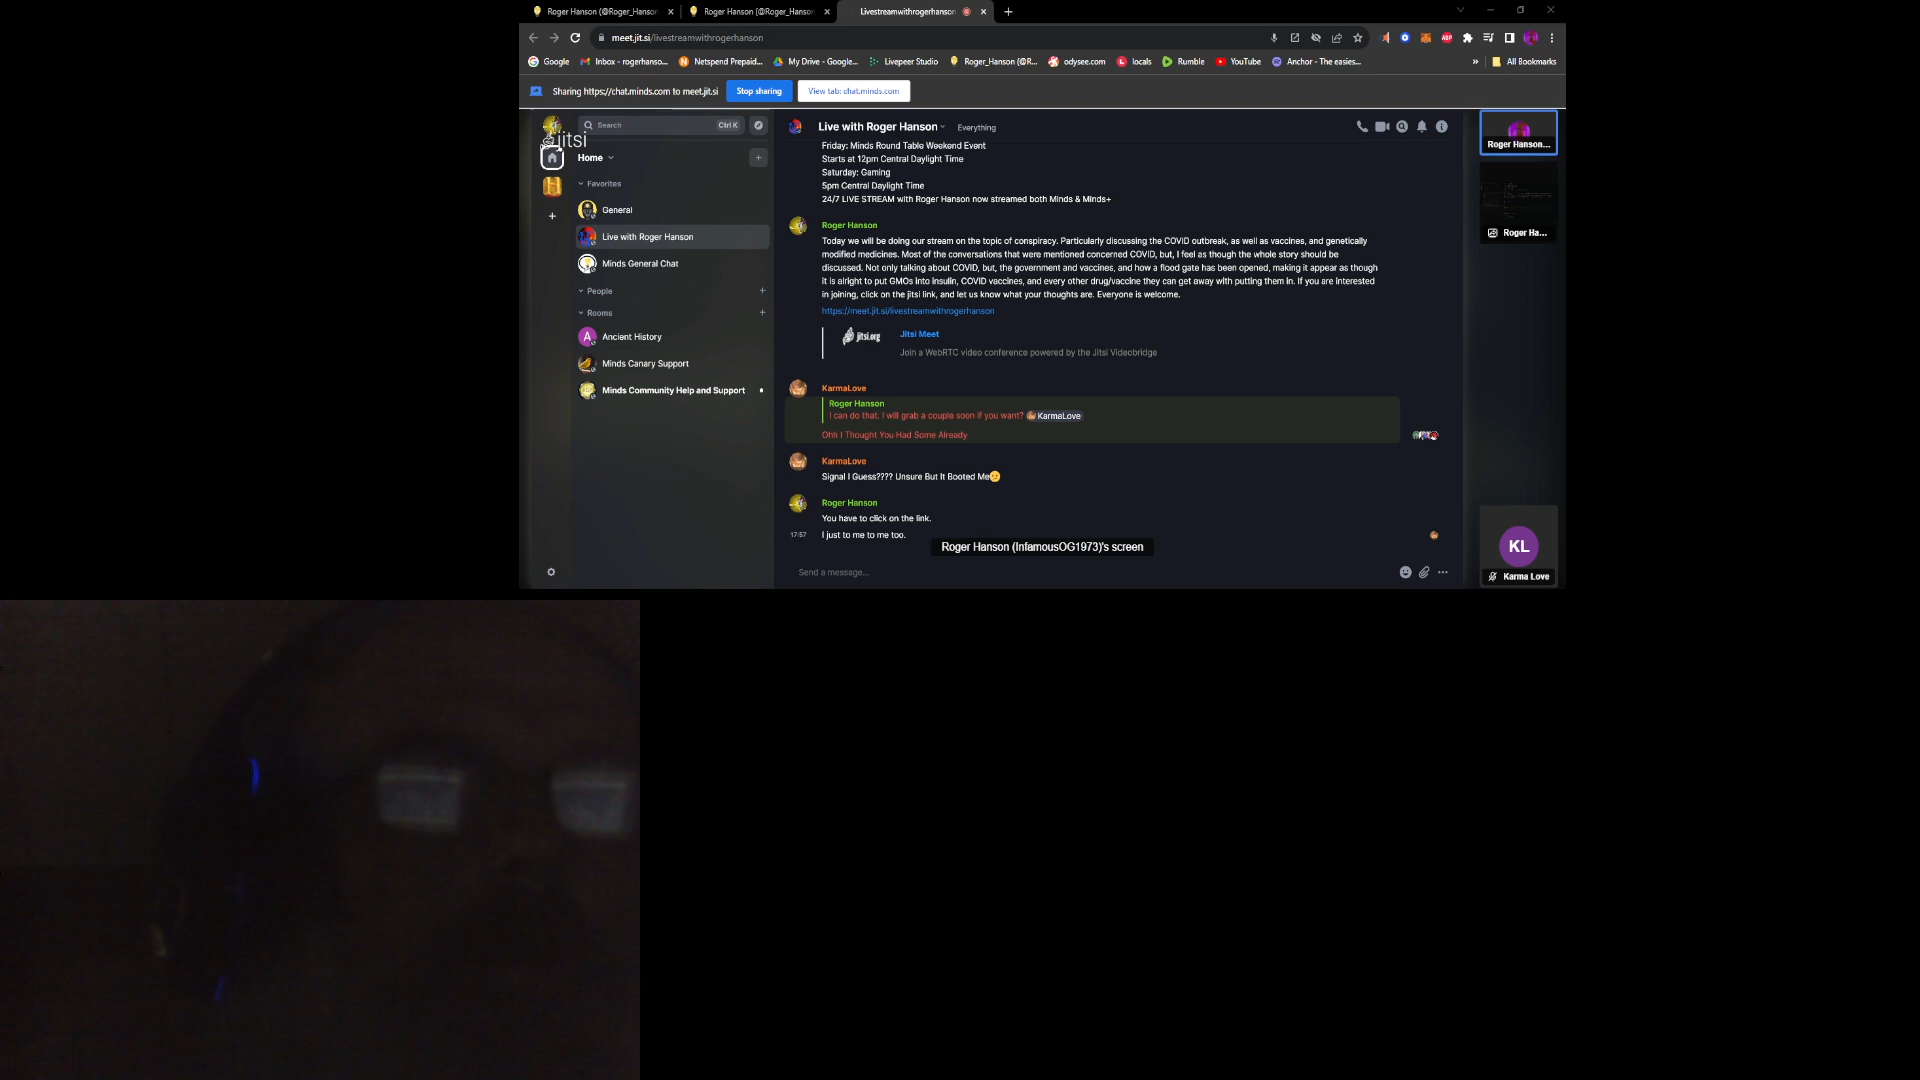 Roger Hanson (@Roger_Hanson
Roger Hanson (@Roger_Hanson
Livestreamwithrogerhanson
meet.jit.si/livestreamwithrogerhanson
Google
Inbox - rogerhanso...
Netspend Prepaid...
My Drive - Google...
Livepeer Studio
Roger_Hanson (@R...
odysee.com
locals
Rumble
YouTube
Anchor - The easies...
»
All Bookmarks
Sharing https://chat.minds.com to meet.jit.si
Stop sharing
View tab: chat.minds.com
jitsi
Search
Ctrl K
Home
Favorites
General
Live with Roger Hanson
Minds General Chat
People
Rooms
A
Ancient History
Minds Canary Support
Minds Community Help and Support
Live with Roger Hanson
Everything
Friday: Minds Round Table Weekend Event
Starts at 12pm Central Daylight Time
Saturday: Gaming
5pm Central Daylight Time
24/7 LIVE STREAM with Roger Hanson now streamed both Minds & Minds+
Roger Hanson
Today we will be doing our stream on the topic of conspiracy. Particularly discussing the COVID outbreak, as well as vaccines, and genetically
modified medicines. Most of the conversations that were mentioned concerned COVID, but, I feel as though the whole story should be
discussed. Not only talking about COVID, but, the government and vaccines, and how a flood gate has been opened, making it appear as though
it is alright to put GMOs into insulin, COVID vaccines, and every other drug/vaccine they can get away with putting them in. If you are interested
in joining, click on the jitsi link, and let us know what your thoughts are. Everyone is welcome.
https://meet.jit.si/livestreamwithrogerhanson
jitsi.org
Jitsi Meet
Join a WebRTC video conference powered by the Jitsi Videobridge
KarmaLove
Roger Hanson
I can do that. I will grab a couple soon if you want? KarmaLove
Ohh I Thought You Had Some Already
KarmaLove
Signal I Guess???? Unsure But It Booted Me
Roger Hanson
You have to click on the link.
17:57
I just to me to me too.
Roger Hanson (InfamousOG1973)'s screen
Send a message...
Roger Hanson...
Roger Ha...
KL
Karma Love